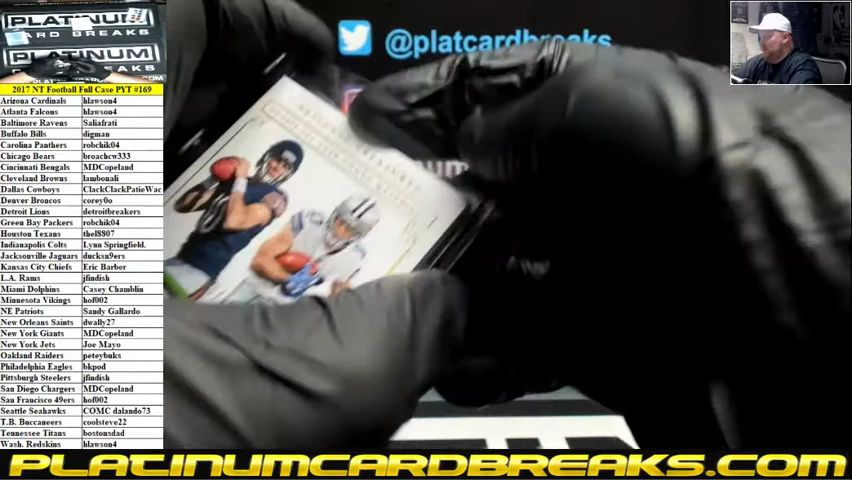 PLATINUM
CARD BREAKS
PLATINUM
CARD BREAKS
@platcardbreaks
2017 NT Football Full Case PYT #169
Arizona Cardinals hlawson4
Atlanta Falcons hlawson4
Baltimore Ravens Saliafrati
Buffalo Bills digman
Carolina Panthers robchik04
Chicago Bears broachcw333
Cincinnati Bengals MDCopeland
Cleveland Browns lambonali
Dallas Cowboys ClackClackPatieWac
Denver Broncos corey0o
Detroit Lions detroitbreakers
Green Bay Packers robchik04
Houston Texans thel8807
Indianapolis Colts Lynn Springfield.
Jacksonville Jaguars ducksn9ers
Kansas City Chiefs Eric Barber
L.A. Rams jfindish
Miami Dolphins Casey Chamblin
Minnesota Vikings hof002
NE Patriots Sandy Gallardo
New Orleans Saints dwally27
New York Giants MDCopeland
New York Jets Joe Mayo
Oakland Raiders peteybuks
Philadelphia Eagles bkpod
Pittsburgh Steelers jfindish
San Diego Chargers MDCopeland
San Francisco 49ers hof002
Seattle Seahawks COMC dalando73
T.B. Buccaneers coolsteve22
Tennessee Titans bostonsdad
Wash. Redskins hlawson4
PLATINUMCARDBREAKS.COM